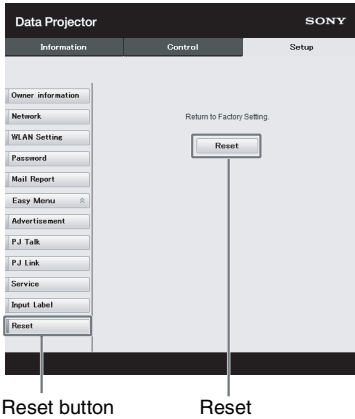 Data Projector
SONY
Information
Control
Setup
Owner information
Network
WLAN Setting
Password
Mail Report
Easy Menu
Advertisement
PJ Talk
PJ Link
Service
Input Label
Reset
Return to Factory Setting.
Reset
Reset button
Reset